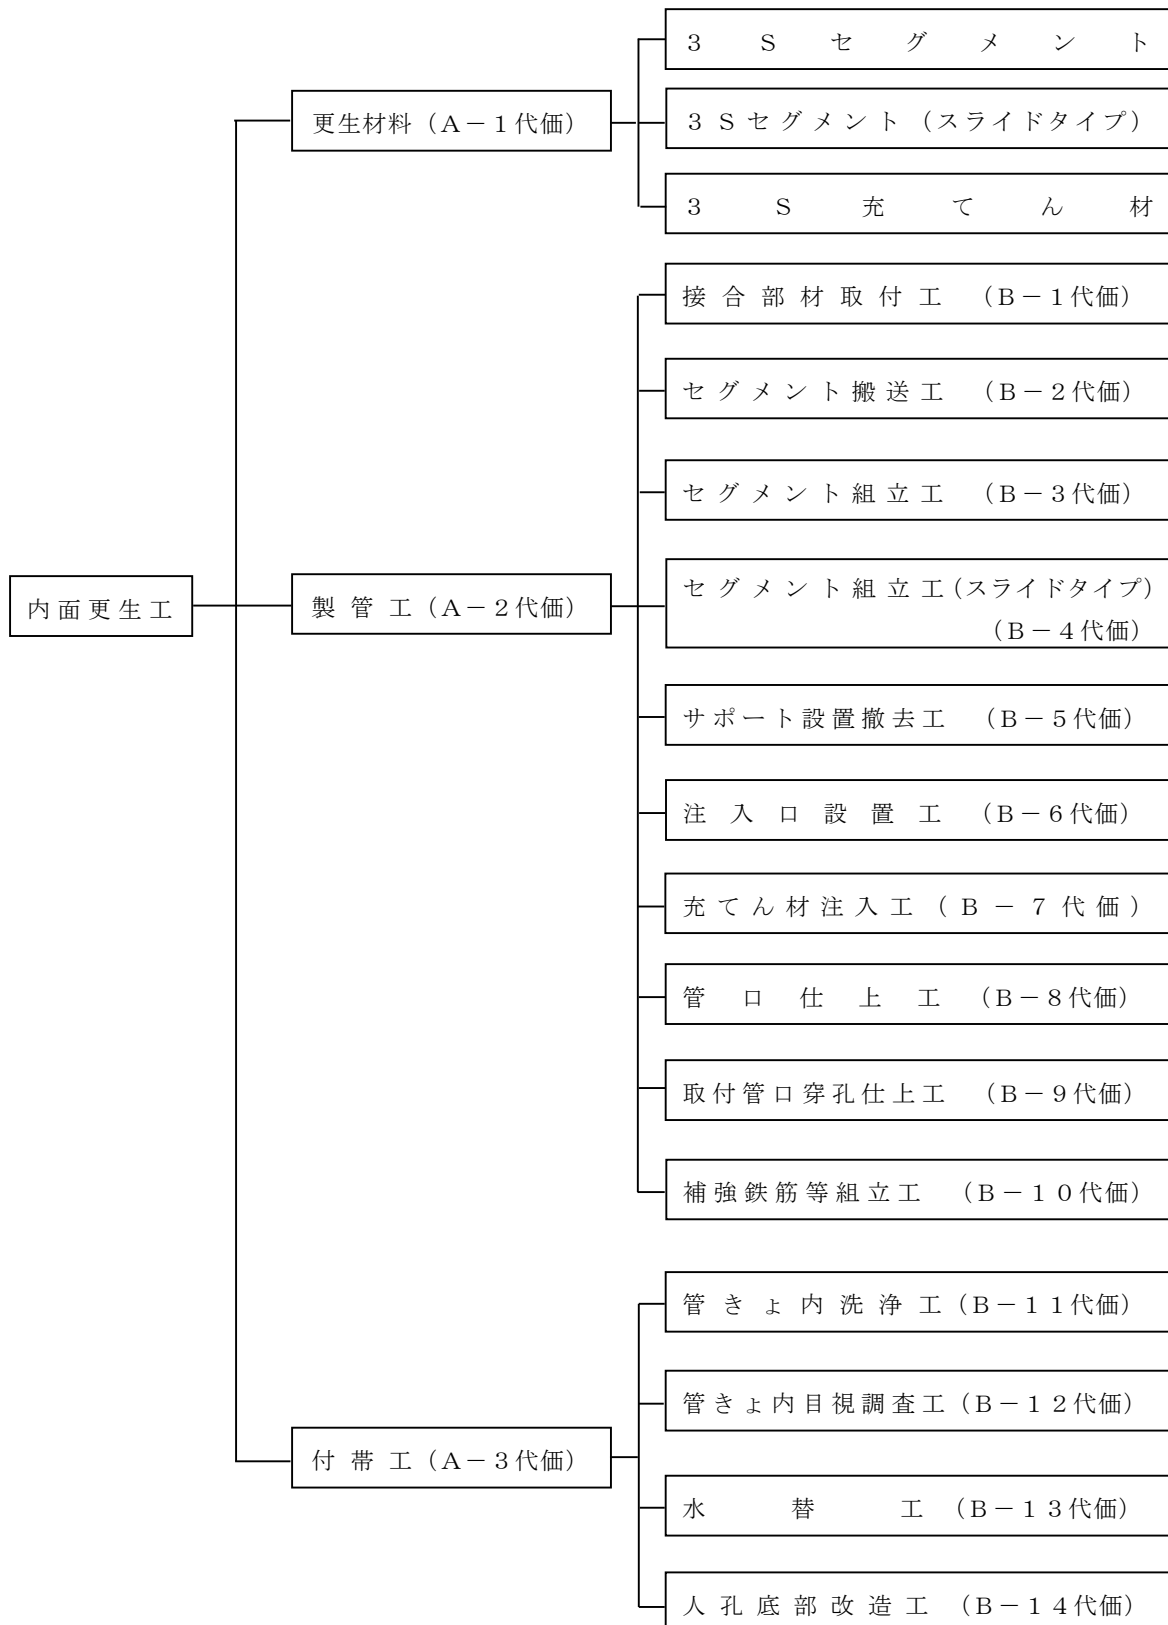 内面更生工
更生材料（Ａ－１代価）
３Ｓセグメント
３Ｓセグメント（スライドタイプ）
３Ｓ充てん材
製管工（Ａ－２代価）
接合部材取付工　（Ｂ－１代価）
セグメント搬送工　（Ｂ－２代価）
セグメント組立工　（Ｂ－３代価）
セグメント組立工(スライドタイプ)
（Ｂ－４代価）
サポート設置撤去工　（Ｂ－５代価）
注入口設置工　（Ｂ－６代価）
充てん材注入工（Ｂ－７代価）
管口仕上工　（Ｂ－８代価）
取付管口穿孔仕上工　（Ｂ－９代価）
補強鉄筋等組立工　（Ｂ－１０代価）
付帯工（Ａ－３代価）
管きょ内洗浄工（Ｂ－１１代価）
管きょ内目視調査工（Ｂ－１２代価）
水替工　（Ｂ－１３代価）
人孔底部改造工　（Ｂ－１４代価）